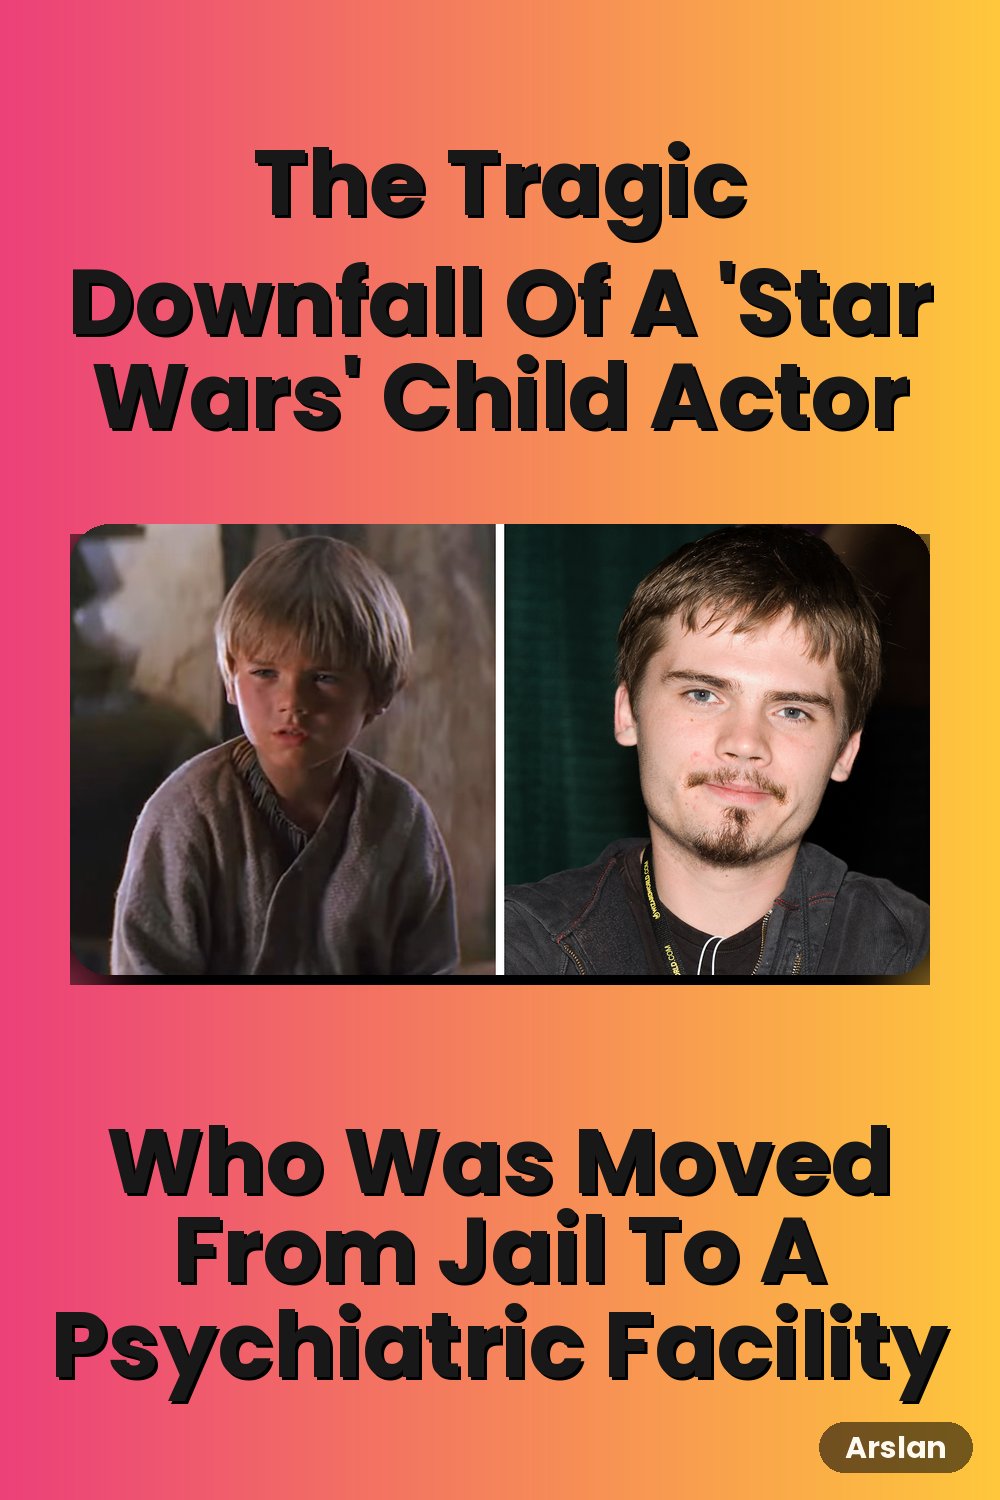 The Tragic
Downfall Of A 'Star
Wars' Child Actor
Who Was Moved
From Jail To A
Psychiatric Facility
Arslan